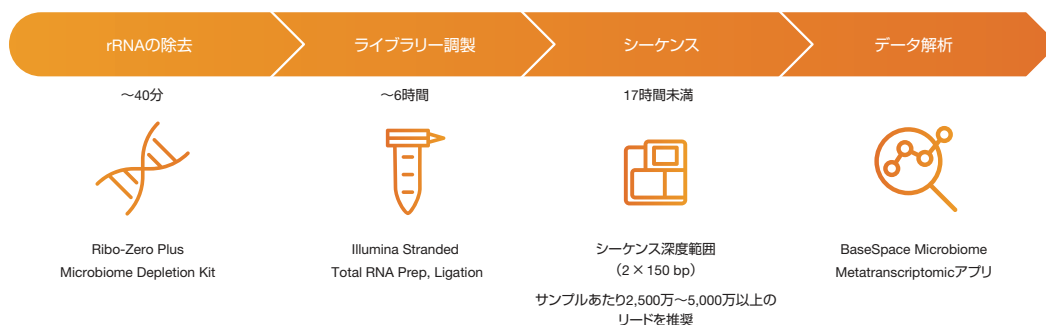 rRNAの除去
ライブラリー調製
シーケンス
データ解析
～40分
～6時間
17時間未満
Ribo-Zero Plus
Microbiome Depletion Kit
Illumina Stranded
Total RNA Prep, Ligation
シーケンス深度範囲
（2×150 bp）
サンプルあたり2,500万～5,000万以上の
リードを推奨
BaseSpace Microbiome
Metatranscriptomicアプリ